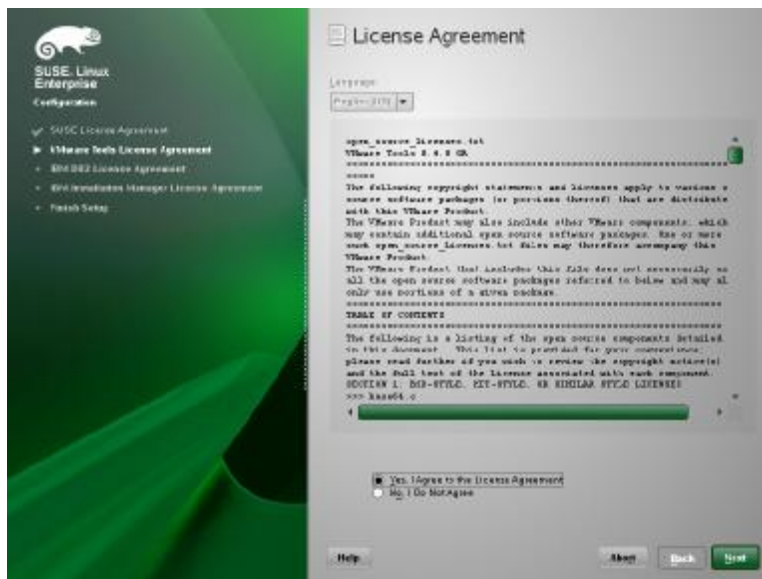 SUSE. Linux
Enterprise
Configuration
SUSE License Agreement
VMware Tools License Agreement
IBM DB2 License Agreement
IBM Installation Manager License Agreement
Finish Setup
License Agreement
Language
English (US)
open_source_licenses.txt
VMware Tools GA
================================================================
=====
The following copyright statements and licenses apply to various o
source software packages (or portions thereof) that are distribute
with this VMware Product.
The VMware Product may also include other VMware components, which
may contain additional open source software packages. One or more
such open_source_licenses.txt files may therefore accompany this
VMware Product.
The VMware Product that includes this file does not necessarily us
all the open source software packages referred to below and may al
only use portions of a given package.
================================================================
TABLE OF CONTENTS
================================================================
The following is a listing of the open source components detailed
in this document. This list is provided for your convenience;
please read further if you wish to review the copyright notice(s)
and the full text of the license associated with each component.
SECTION 1: BSD-STYLE, MIT-STYLE, OR SIMILAR STYLE LICENSES
>>> base64.c
Yes, I Agree to the License Agreement
No, I Do Not Agree
Help
Abort
Back
Next